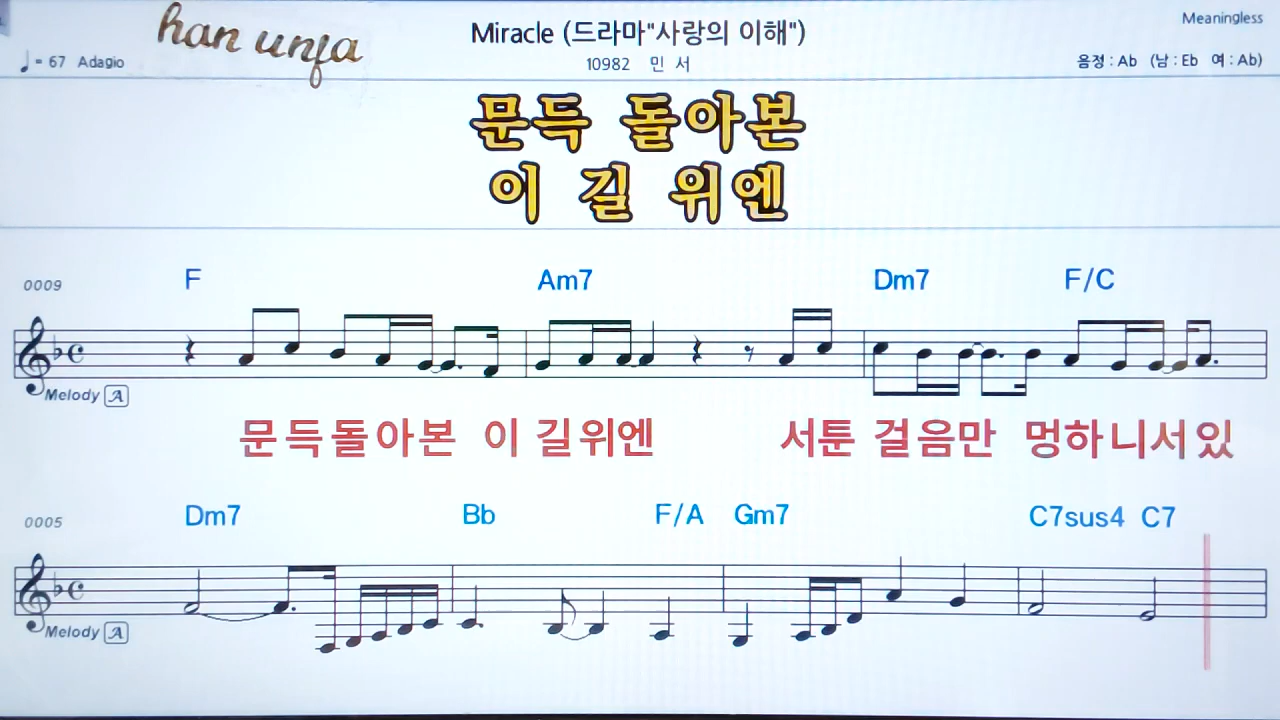 Meaningless
han unfa
Miracle (드라마"사랑의 이해")
♩= 67 Adagio
10982 민 서
음정 : Ab (남 : Eb 여 : Ab)
문득 돌아본
이 길 위엔
0009 F Am7 Dm7 F/C
Melody A
문득돌아본 이 길위엔 서툰 걸음만 멍하니서있
0005 Dm7 Bb F/A Gm7 C7sus4 C7
Melody A